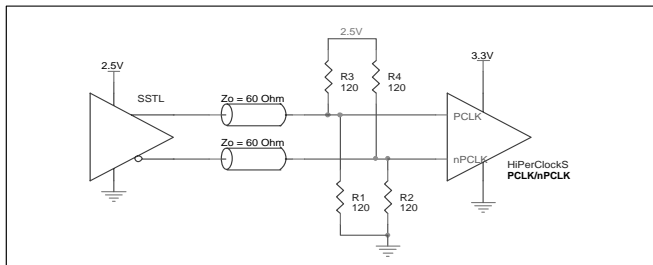 2.5V
SSTL
Zo = 60 Ohm
Zo = 60 Ohm
2.5V
R3
120
R4
120
R1
120
R2
120
3.3V
PCLK
nPCLK
HiPerClockS
PCLK/nPCLK